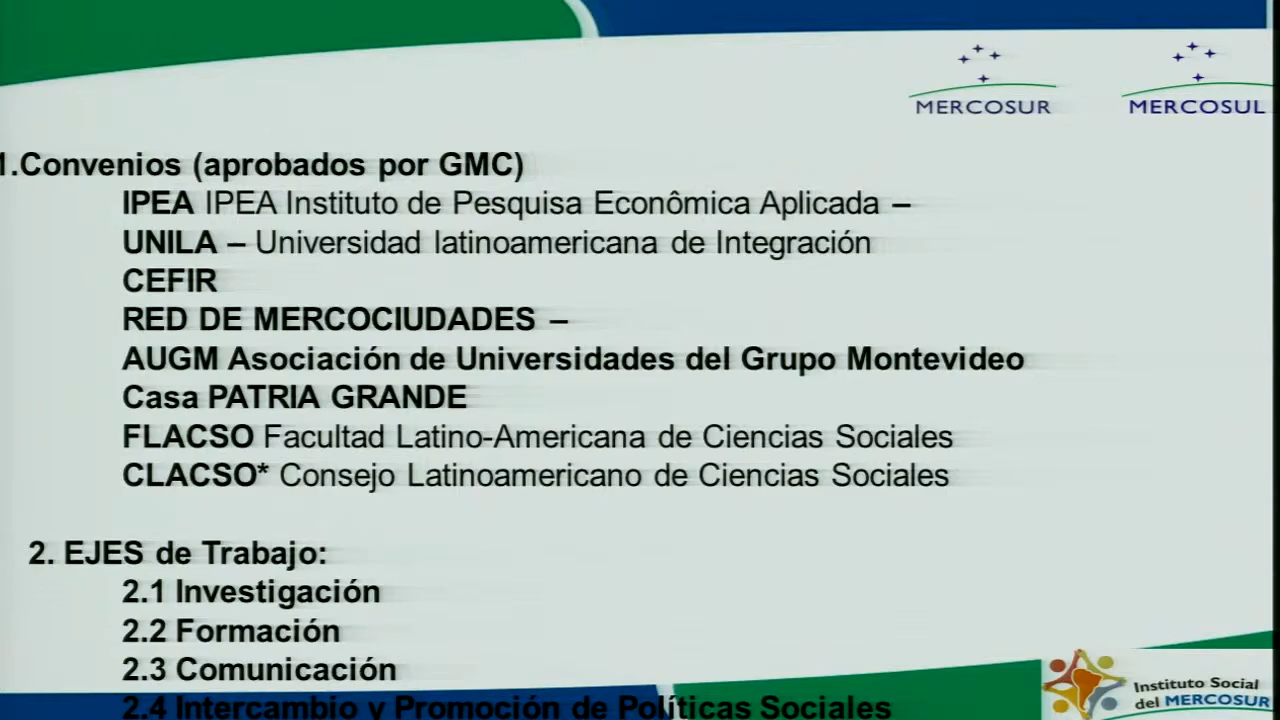 MERCOSUR MERCOSUL
1.Convenios (aprobados por GMC)
IPEA IPEA Instituto de Pesquisa Econômica Aplicada –
UNILA – Universidad latinoamericana de Integración
CEFIR
RED DE MERCOCIUDADES –
AUGM Asociación de Universidades del Grupo Montevideo
Casa PATRIA GRANDE
FLACSO Facultad Latino-Americana de Ciencias Sociales
CLACSO* Consejo Latinoamericano de Ciencias Sociales
2. EJES de Trabajo:
2.1 Investigación
2.2 Formación
2.3 Comunicación
2.4 Intercambio y Promoción de Políticas Sociales
Instituto Social
del MERCOSUR